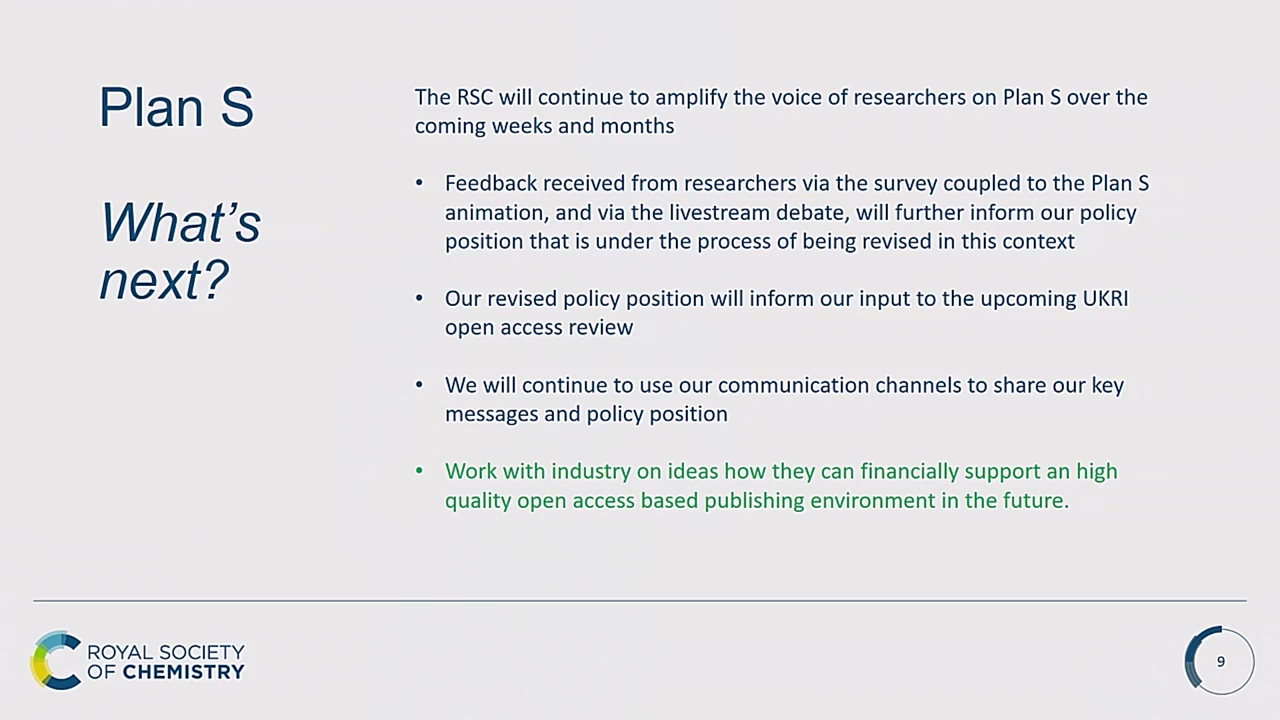 Plan S
What's
next?
The RSC will continue to amplify the voice of researchers on Plan S over the
coming weeks and months
• Feedback received from researchers via the survey coupled to the Plan S
animation, and via the livestream debate, will further inform our policy
position that is under the process of being revised in this context
• Our revised policy position will inform our input to the upcoming UKRI
open access review
• We will continue to use our communication channels to share our key
messages and policy position
• Work with industry on ideas how they can financially support an high
quality open access based publishing environment in the future.
ROYAL SOCIETY
OF CHEMISTRY
9